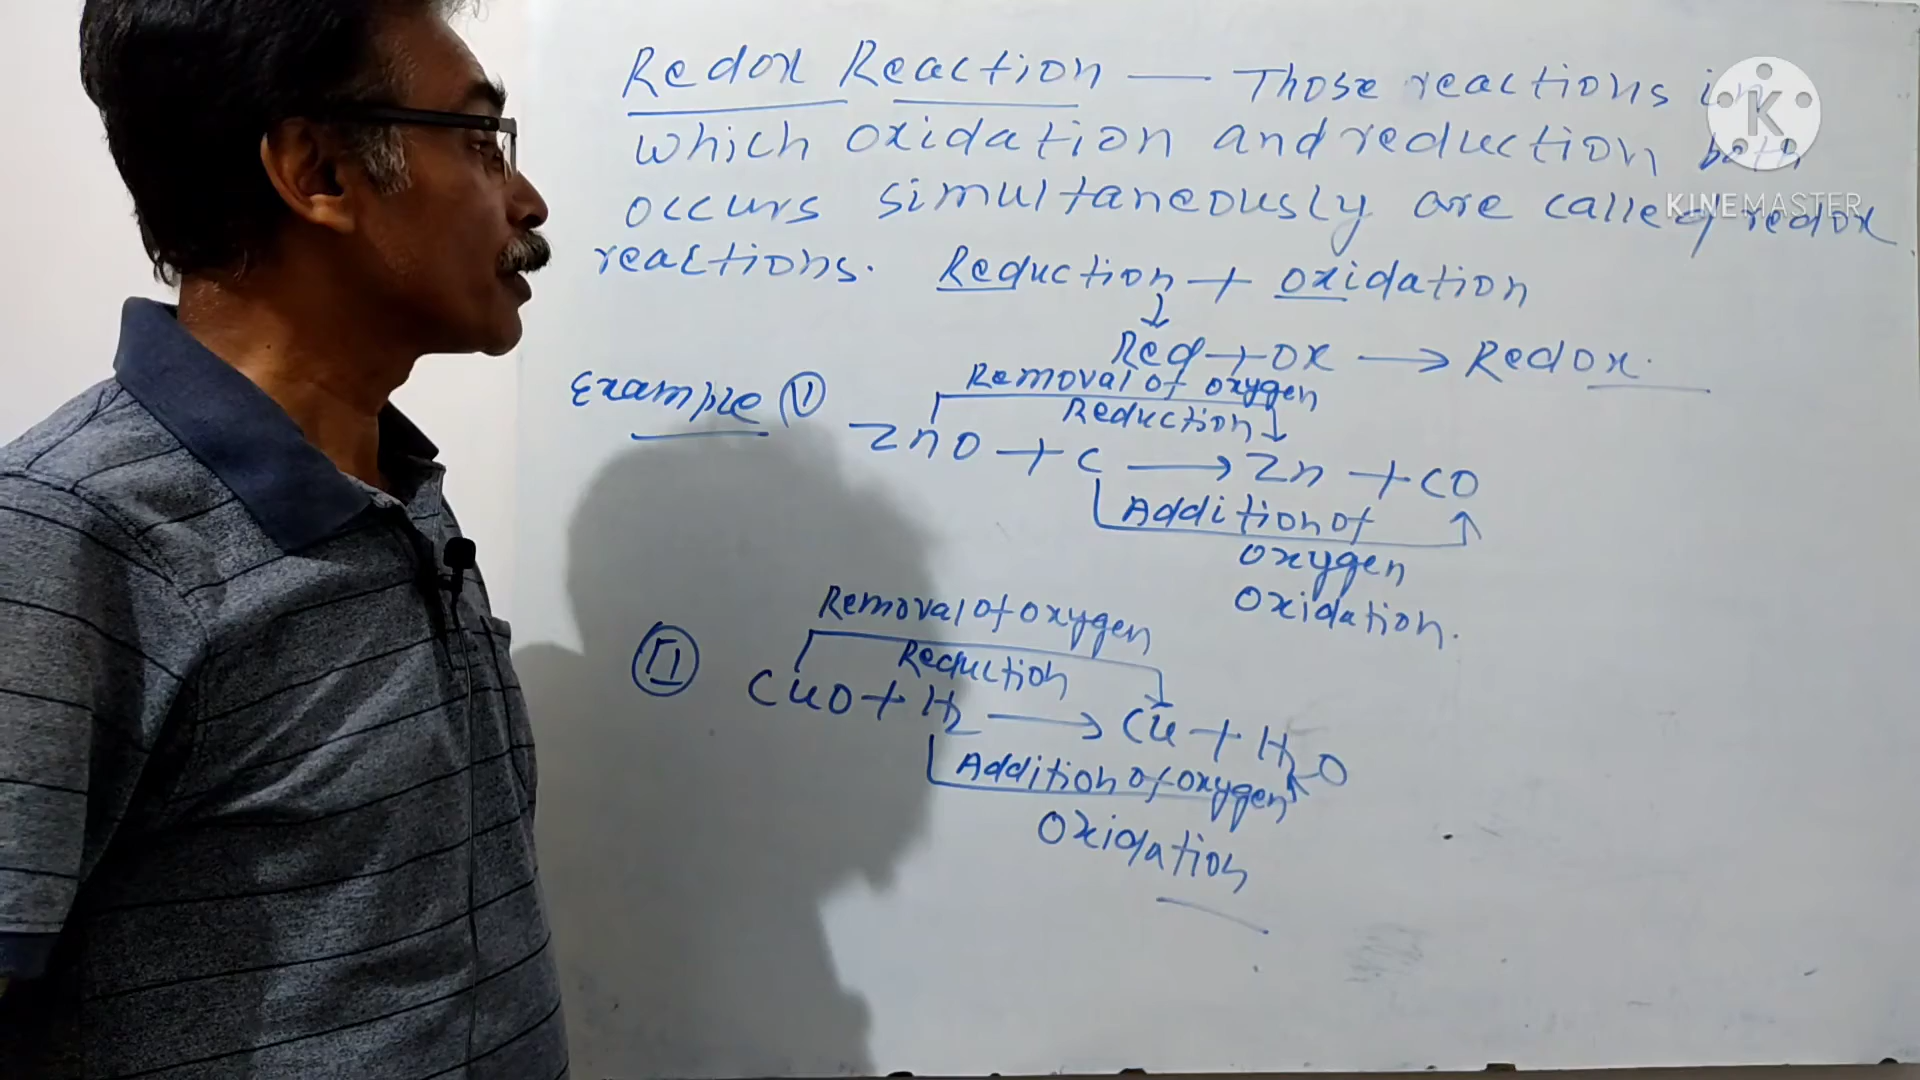 Redox Reaction — Those reactions in
which oxidation and reduction both
occurs simultaneously are called redox
reactions. Reduction + oxidation
↓
Red + OX → Redox.
Example (1)
Removal of oxygen
Reduction
ZnO + C → Zn + CO
Addition of
oxygen
Oxidation.
Removal of oxygen
Reduction
(II) CuO + H2 → Cu + H2O
Addition of oxygen
Oxidation
K
KINEMASTER